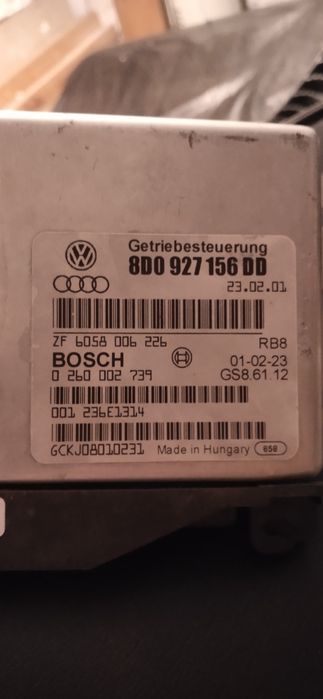 Getriebesteuerung
8D0 927 156 DD
23.02.01
ZF 6058 006 226 RB8
BOSCH 01-02-23
0 260 002 739 GS8.61.12
001 236E1314
GCKJ08010231 Made in Hungary 658